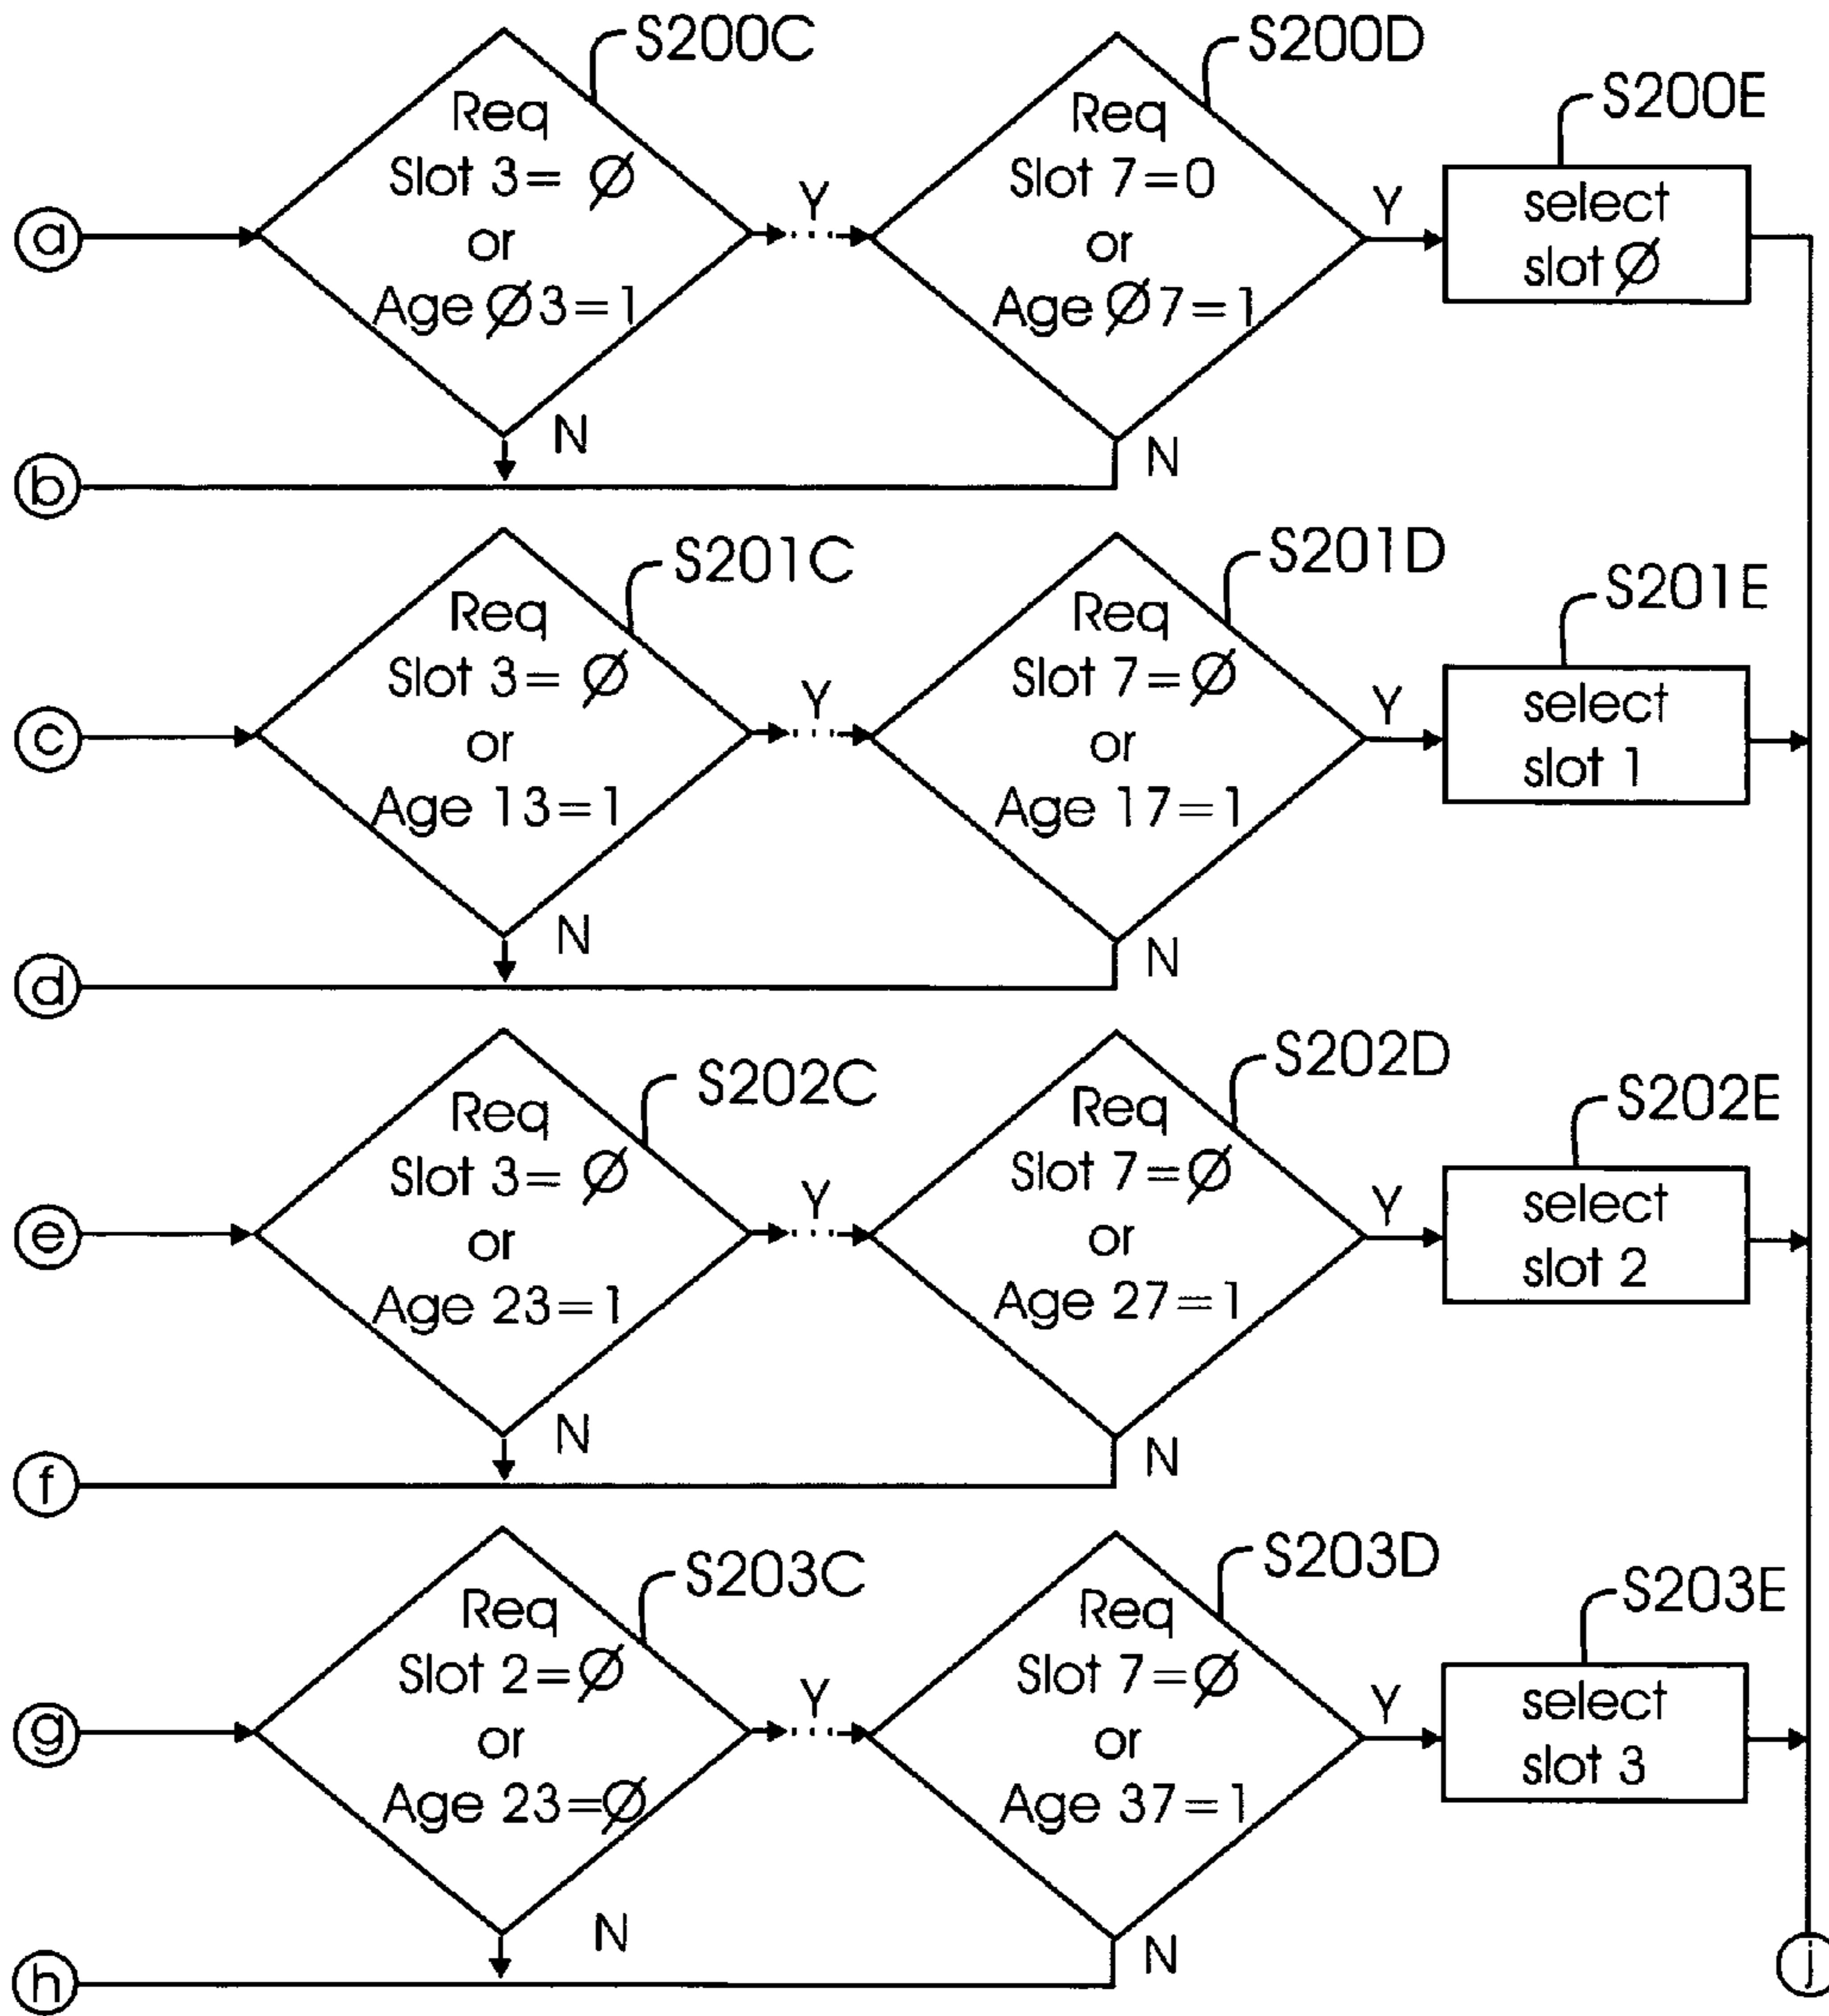 S200C
S200D
S200E
Req
Slot 3= Ø
or
Age Ø3=1
Req
Slot 7=0
or
Age Ø7=1
select
slot Ø
a
Y
Y
N
N
b
S201C
S201D
S201E
Req
Slot 3= Ø
or
Age 13=1
Req
Slot 7=Ø
or
Age 17=1
select
slot 1
c
Y
Y
N
N
d
S202C
S202D
S202E
Req
Slot 3= Ø
or
Age 23=1
Req
Slot 7=Ø
or
Age 27=1
select
slot 2
e
Y
Y
N
N
f
S203C
S203D
S203E
Req
Slot 2=Ø
or
Age 23=Ø
Req
Slot 7=Ø
or
Age 37=1
select
slot 3
g
Y
Y
N
N
h
j